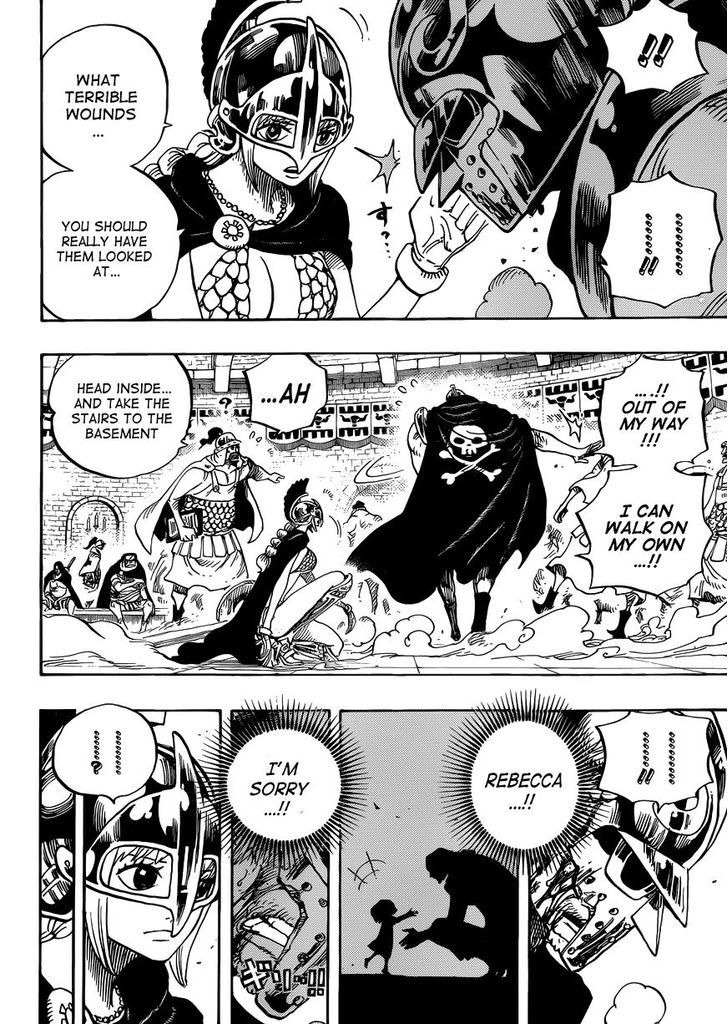 !!
............!!
す..
WHAT
TERRIBLE
WOUNDS
...
YOU SHOULD
REALLY HAVE
THEM LOOKED
AT...
.....!!
OUT OF
MY WAY
!!!
I CAN
WALK ON
MY OWN
....!!
...AH
?
HEAD INSIDE...
AND TAKE THE
STAIRS TO THE
BASEMENT
............!!
REBECCA
....!!
I'M
SORRY
....!!
............?